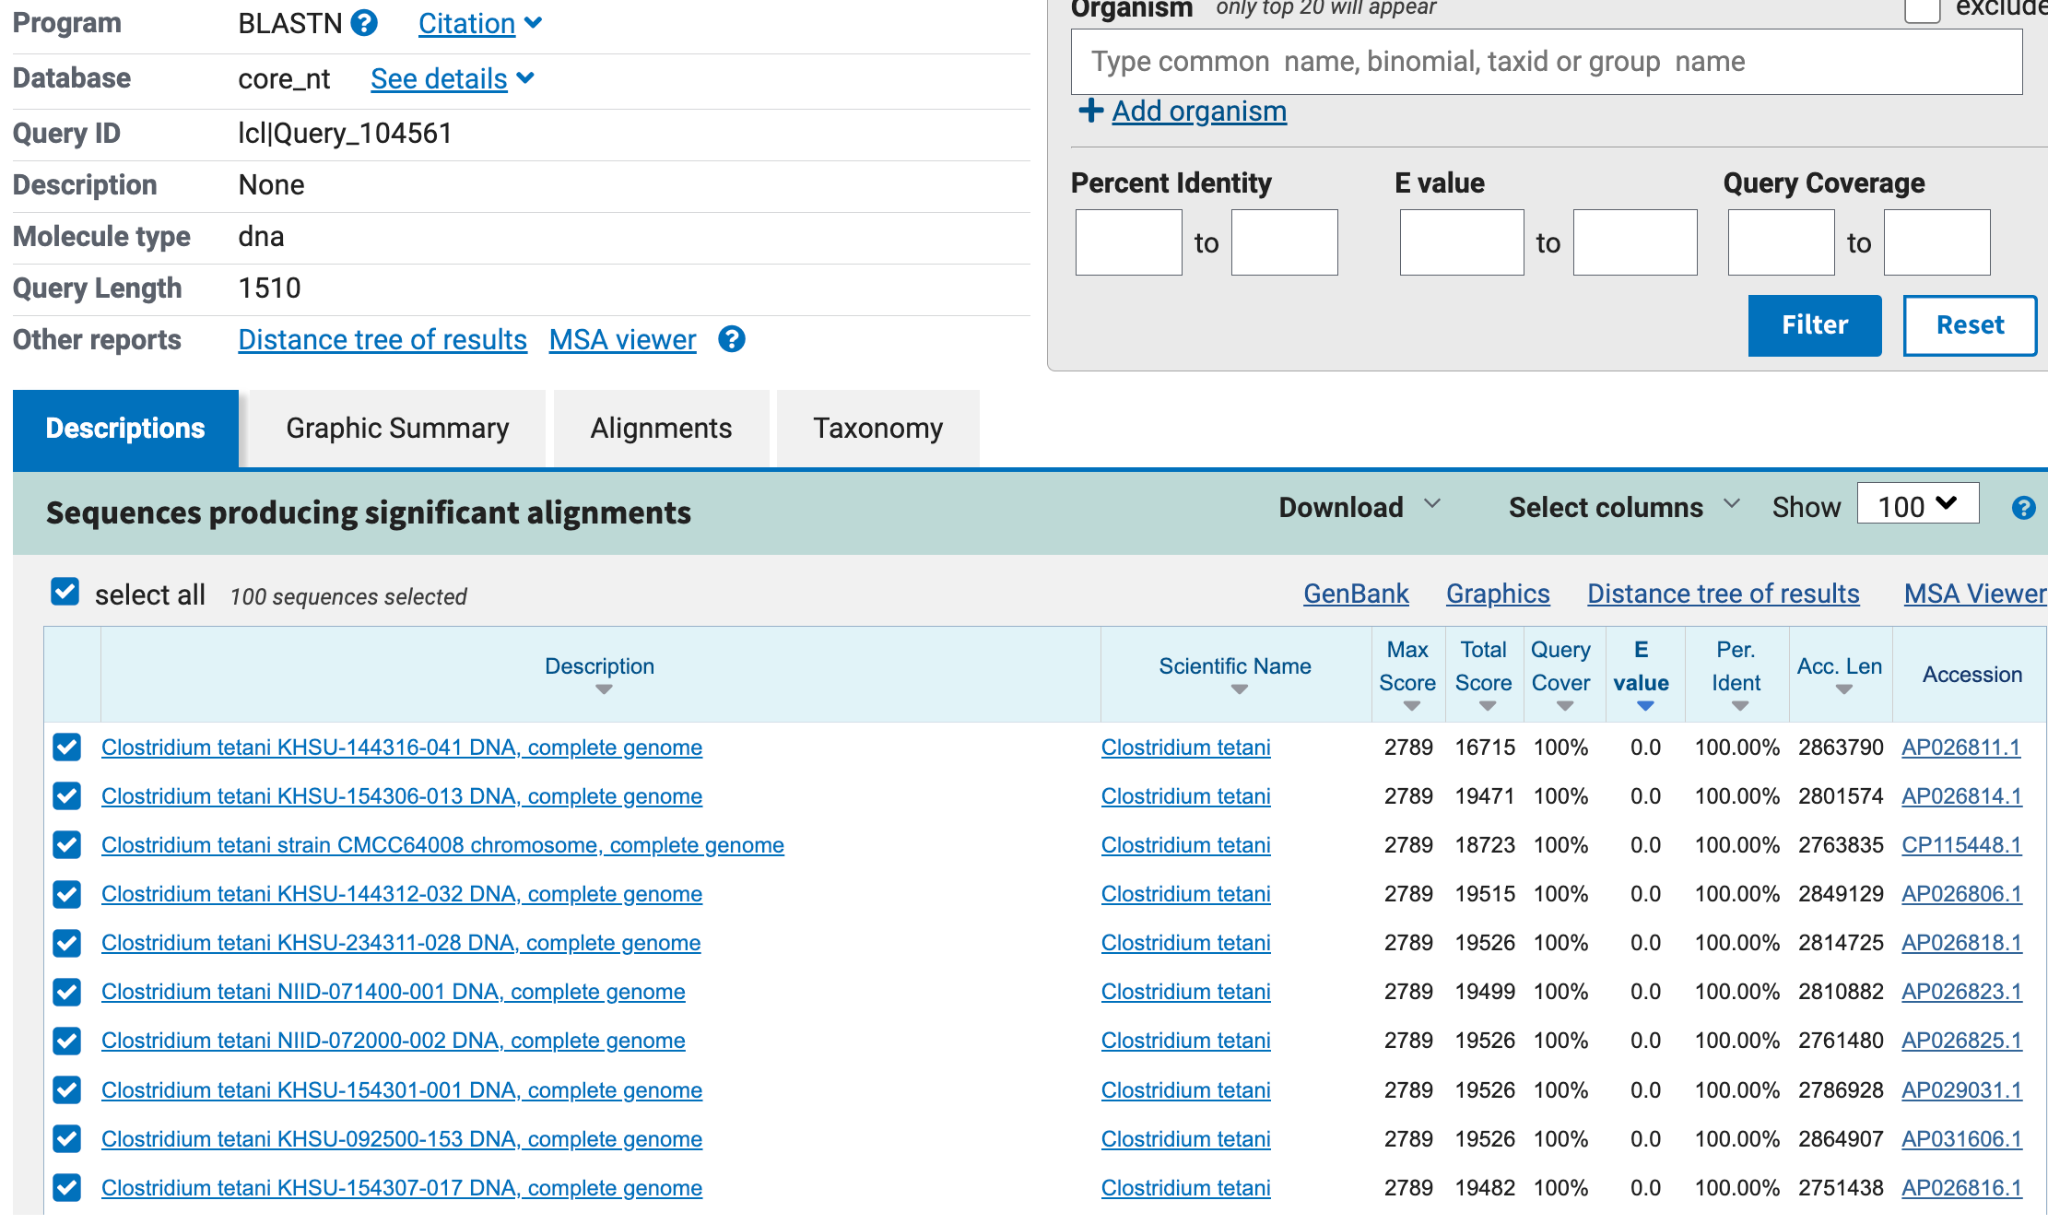 Program BLASTN ? Citation
Database core_nt See details
Query ID lcl|Query_104561
Description None
Molecule type dna
Query Length 1510
Other reports Distance tree of results MSA viewer ?
Organism only top 20 will appear exclude
Type common name, binomial, taxid or group name
+ Add organism
Percent Identity E value Query Coverage
to to to
Filter Reset
Descriptions Graphic Summary Alignments Taxonomy
Sequences producing significant alignments Download Select columns Show 100 ?
select all 100 sequences selected GenBank Graphics Distance tree of results MSA Viewer
Description Scientific Name Max Score Total Score Query Cover E value Per. Ident Acc. Len Accession
Clostridium tetani KHSU-144316-041 DNA, complete genome Clostridium tetani 2789 16715 100% 0.0 100.00% 2863790 AP026811.1
Clostridium tetani KHSU-154306-013 DNA, complete genome Clostridium tetani 2789 19471 100% 0.0 100.00% 2801574 AP026814.1
Clostridium tetani strain CMCC64008 chromosome, complete genome Clostridium tetani 2789 18723 100% 0.0 100.00% 2763835 CP115448.1
Clostridium tetani KHSU-144312-032 DNA, complete genome Clostridium tetani 2789 19515 100% 0.0 100.00% 2849129 AP026806.1
Clostridium tetani KHSU-234311-028 DNA, complete genome Clostridium tetani 2789 19526 100% 0.0 100.00% 2814725 AP026818.1
Clostridium tetani NIID-071400-001 DNA, complete genome Clostridium tetani 2789 19499 100% 0.0 100.00% 2810882 AP026823.1
Clostridium tetani NIID-072000-002 DNA, complete genome Clostridium tetani 2789 19526 100% 0.0 100.00% 2761480 AP026825.1
Clostridium tetani KHSU-154301-001 DNA, complete genome Clostridium tetani 2789 19526 100% 0.0 100.00% 2786928 AP029031.1
Clostridium tetani KHSU-092500-153 DNA, complete genome Clostridium tetani 2789 19526 100% 0.0 100.00% 2864907 AP031606.1
Clostridium tetani KHSU-154307-017 DNA, complete genome Clostridium tetani 2789 19482 100% 0.0 100.00% 2751438 AP026816.1